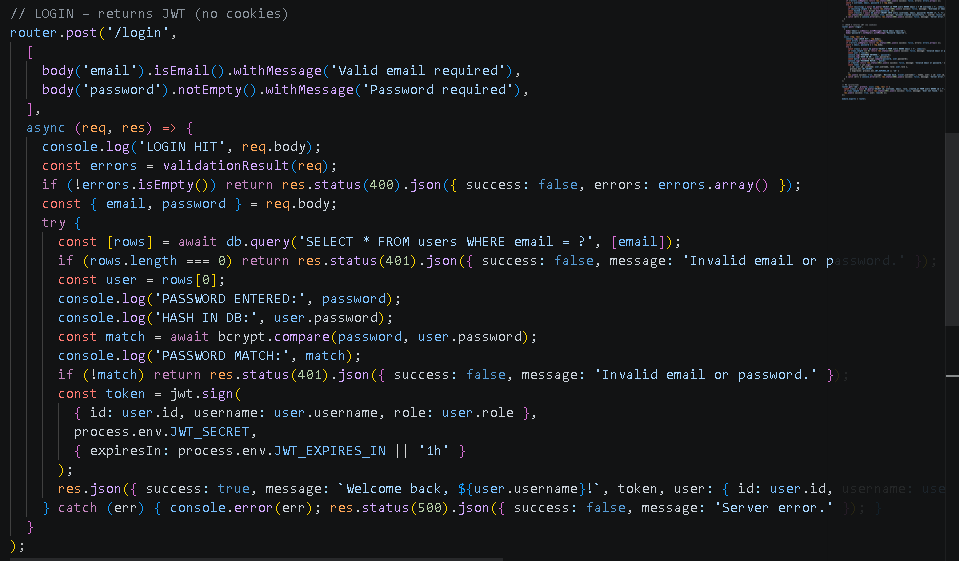 // LOGIN – returns JWT (no cookies)
router.post('/login',
[
body('email').isEmail().withMessage('Valid email required'),
body('password').notEmpty().withMessage('Password required'),
],
async (req, res) => {
console.log('LOGIN HIT', req.body);
const errors = validationResult(req);
if (!errors.isEmpty()) return res.status(400).json({ success: false, errors: errors.array() });
const { email, password } = req.body;
try {
const [rows] = await db.query('SELECT * FROM users WHERE email = ?', [email]);
if (rows.length === 0) return res.status(401).json({ success: false, message: 'Invalid email or password.' });
const user = rows[0];
console.log('PASSWORD ENTERED:', password);
console.log('HASH IN DB:', user.password);
const match = await bcrypt.compare(password, user.password);
console.log('PASSWORD MATCH:', match);
if (!match) return res.status(401).json({ success: false, message: 'Invalid email or password.' });
const token = jwt.sign(
{ id: user.id, username: user.username, role: user.role },
process.env.JWT_SECRET,
{ expiresIn: process.env.JWT_EXPIRES_IN || '1h' }
);
res.json({ success: true, message: `Welcome back, ${user.username}!`, token, user: { id: user.id, username: use
} catch (err) { console.error(err); res.status(500).json({ success: false, message: 'Server error.' }); }
}
);